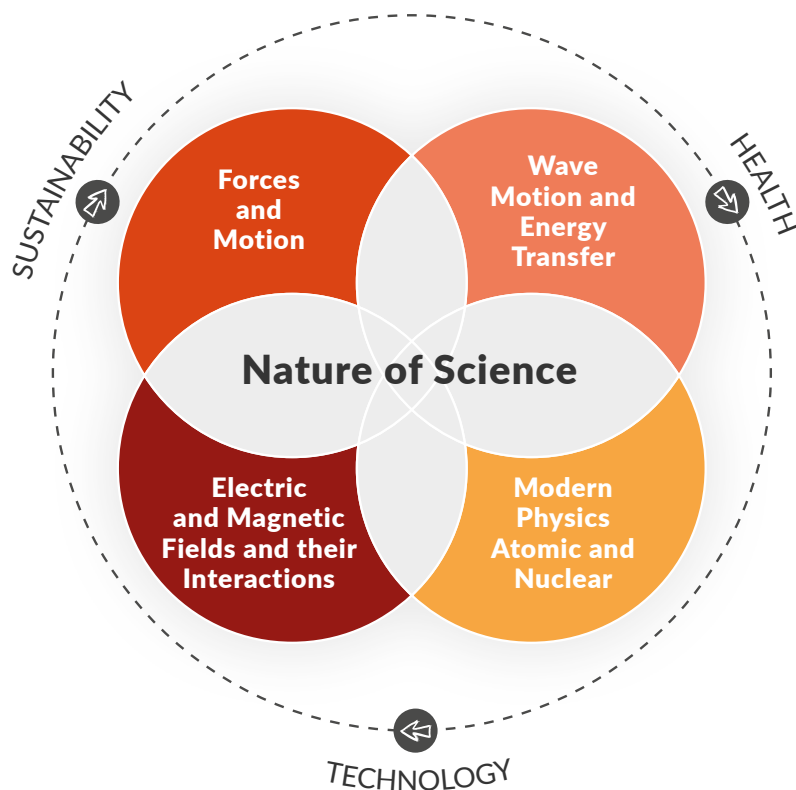 SUSTAINABILITY
HEALTH
Forces
and
Motion
Wave
Motion and
Energy
Transfer
Nature of Science
Electric
and Magnetic
Fields and their
Interactions
Modern
Physics
Atomic and
Nuclear
TECHNOLOGY